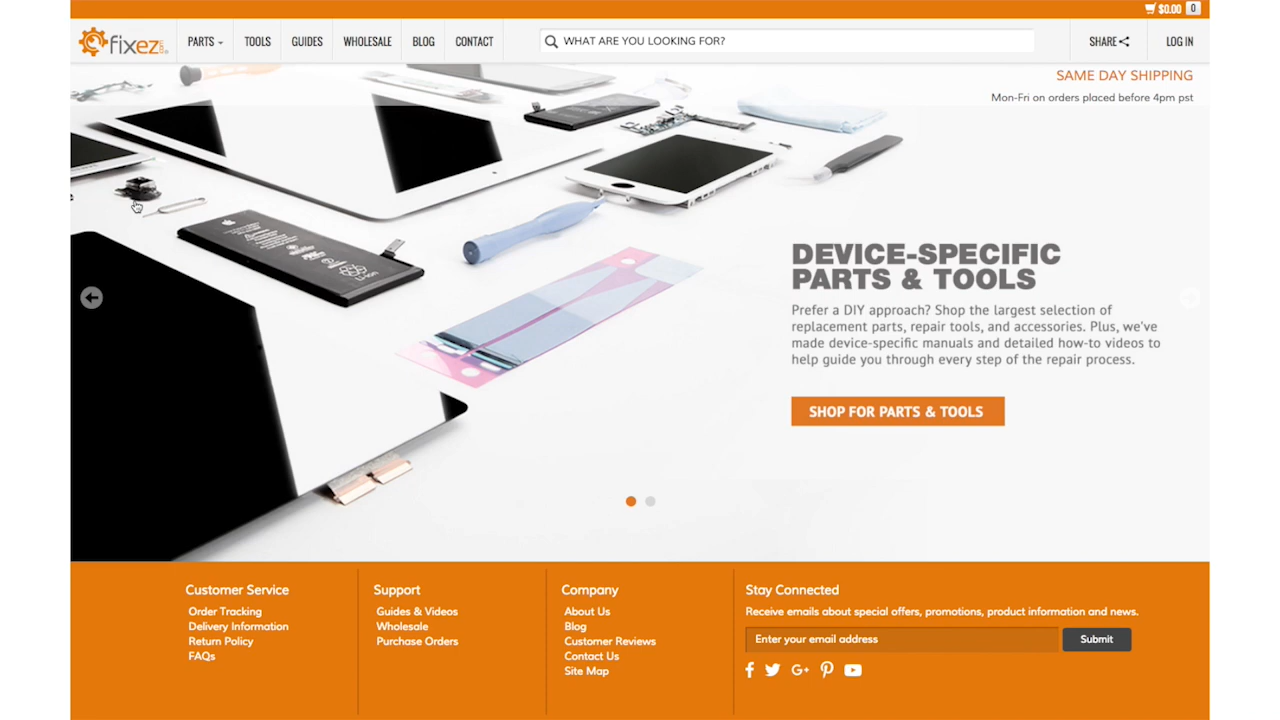 $0.00 0
fixez.com
PARTS
TOOLS
GUIDES
WHOLESALE
BLOG
CONTACT
WHAT ARE YOU LOOKING FOR?
SHARE
LOG IN
SAME DAY SHIPPING
Mon-Fri on orders placed before 4pm pst
Li-ion
DEVICE-SPECIFIC
PARTS & TOOLS
Prefer a DIY approach? Shop the largest selection of
replacement parts, repair tools, and accessories. Plus, we've
made device-specific manuals and detailed how-to videos to
help guide you through every step of the repair process.
SHOP FOR PARTS & TOOLS
Customer Service
Order Tracking
Delivery Information
Return Policy
FAQs
Support
Guides & Videos
Wholesale
Purchase Orders
Company
About Us
Blog
Customer Reviews
Contact Us
Site Map
Stay Connected
Receive emails about special offers, promotions, product information and news.
Enter your email address
Submit